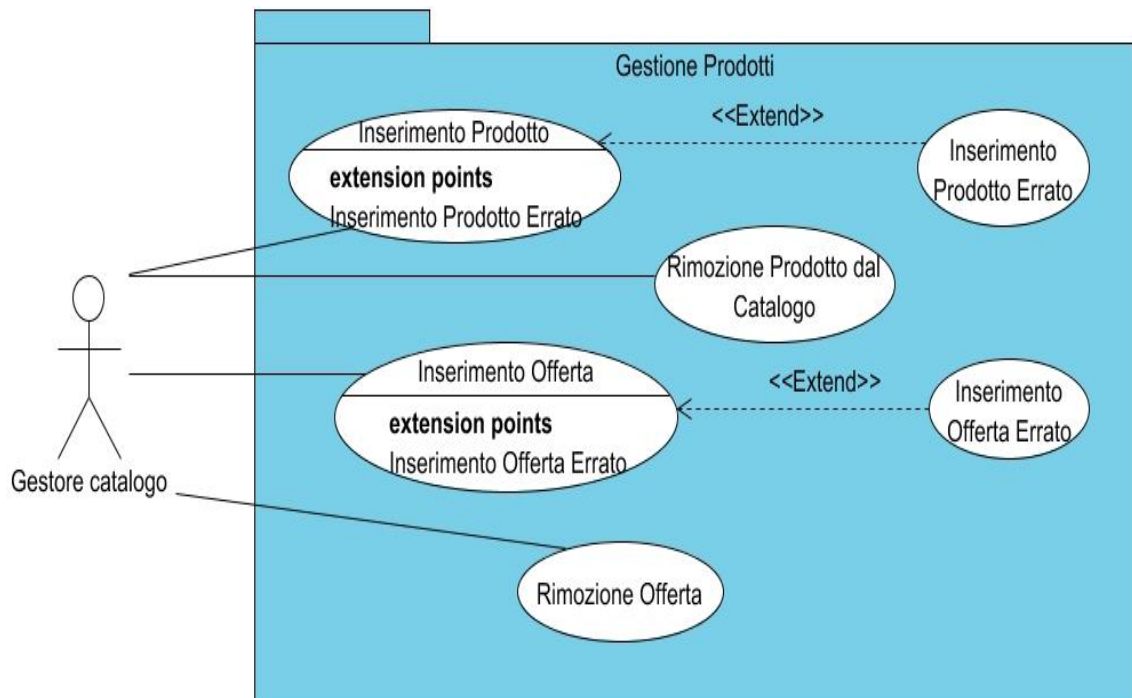 Gestione Prodotti
<<Extend>>
Inserimento Prodotto
extension points
Inserimento Prodotto Errato
Inserimento
Prodotto Errato
Rimozione Prodotto dal
Catalogo
Inserimento Offerta
extension points
Inserimento Offerta Errato
<<Extend>>
Inserimento
Offerta Errato
Gestore catalogo
Rimozione Offerta